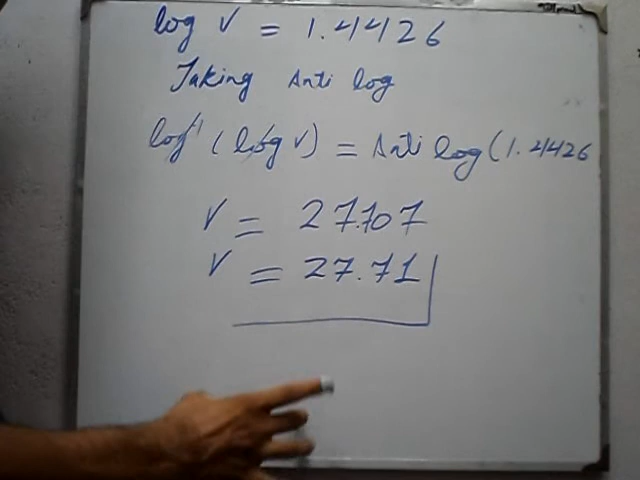 log V = 1.4426
Taking Anti log
log⁻¹ (log V) = Anti log (1.4426
V = 27.707
V = 27.71